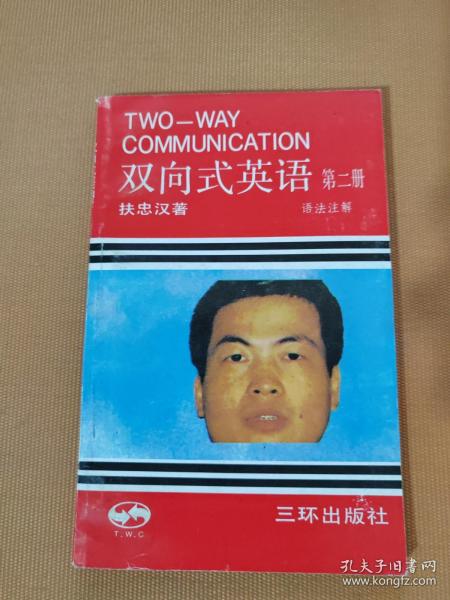 TWO—WAY
COMMUNICATION
双向式英语 第二册
扶忠汉著 语法注解
T.W.C
三环出版社
孔夫子旧书网
www.kongfz.com